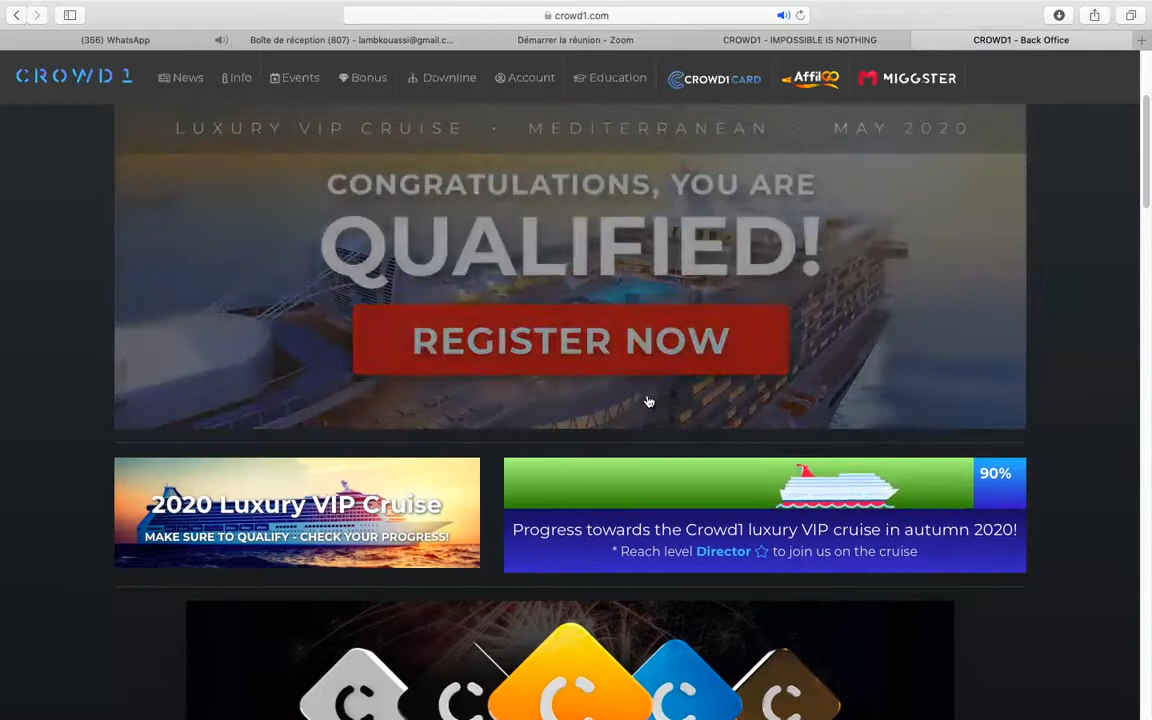 crowd1.com
(356) WhatsApp
Boîte de réception (807) - lambkouassi@gmail.c...
Démarrer la réunion - Zoom
CROWD1 - IMPOSSIBLE IS NOTHING
CROWD1 - Back Office
CROWD1
News
Info
Events
Bonus
Downline
Account
Education
CROWD1 CARD
AffilGO
MIGGSTER
LUXURY VIP CRUISE · MEDITERRANEAN · MAY 2020
CONGRATULATIONS, YOU ARE
QUALIFIED!
REGISTER NOW
2020 Luxury VIP Cruise
MAKE SURE TO QUALIFY - CHECK YOUR PROGRESS!
90%
Progress towards the Crowd1 luxury VIP cruise in autumn 2020!
* Reach level Director to join us on the cruise